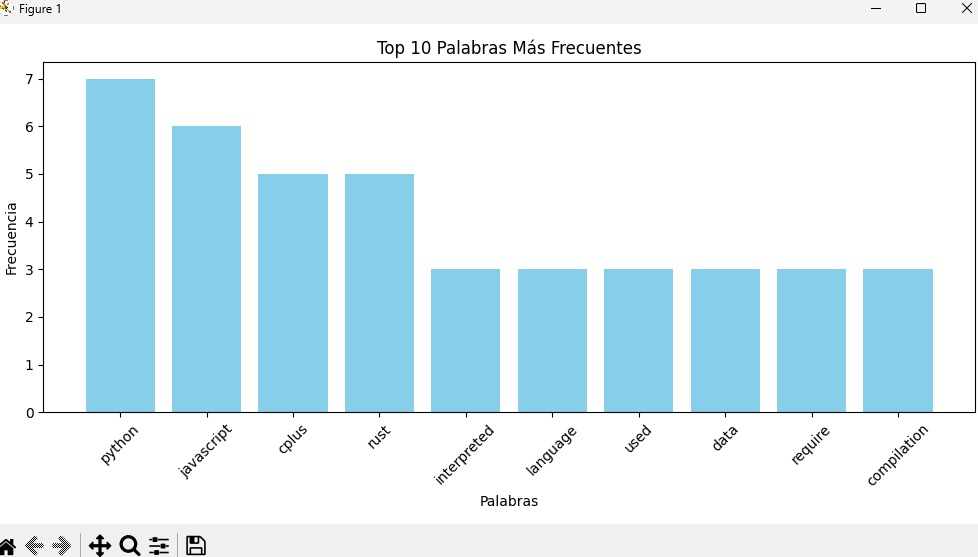 Figure 1
Top 10 Palabras Más Frecuentes
Frecuencia
7
6
5
4
3
2
1
0
python
javascript
cplus
rust
interpreted
language
used
data
require
compilation
Palabras